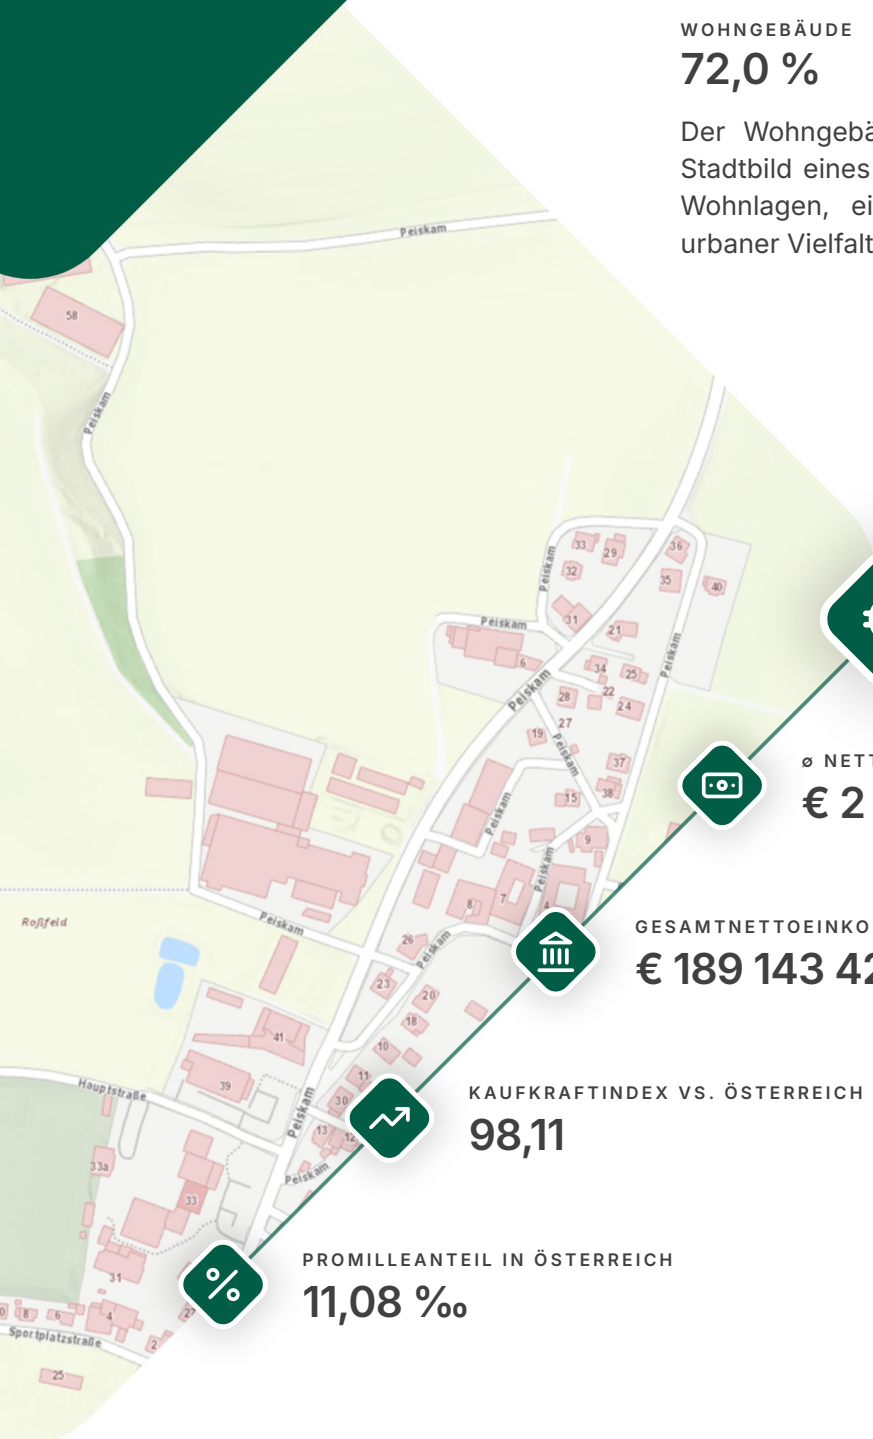 WOHNGEBÄUDE
72,0 %
Der Wohngebä
Stadtbild eines
Wohnlagen, ei
urbaner Vielfalt
Peiskam
58
Peiskam
33
29
36
32
35
40
Peiskam
Peiskam
31
21
Peiskam
6
34
25
Peiskam
28
22
24
27
19
Peiskam
37
ø NETT
€ 2
15
38
Peiskam
9
Peiskam
8
7
4
Roßfeld
Peiskam
26
Peiskam
GESAMTNETTOEINKO
€ 189 143 42
23
20
18
41
10
11
39
Hauptstraße
30
Peiskam
KAUFKRAFTINDEX VS. ÖSTERREICH
98,11
13
12
33a
Peiskam
33
PROMILLEANTEIL IN ÖSTERREICH
11,08 ‰
31
0
8
6
4
27
Sportplatzstraße
2
25